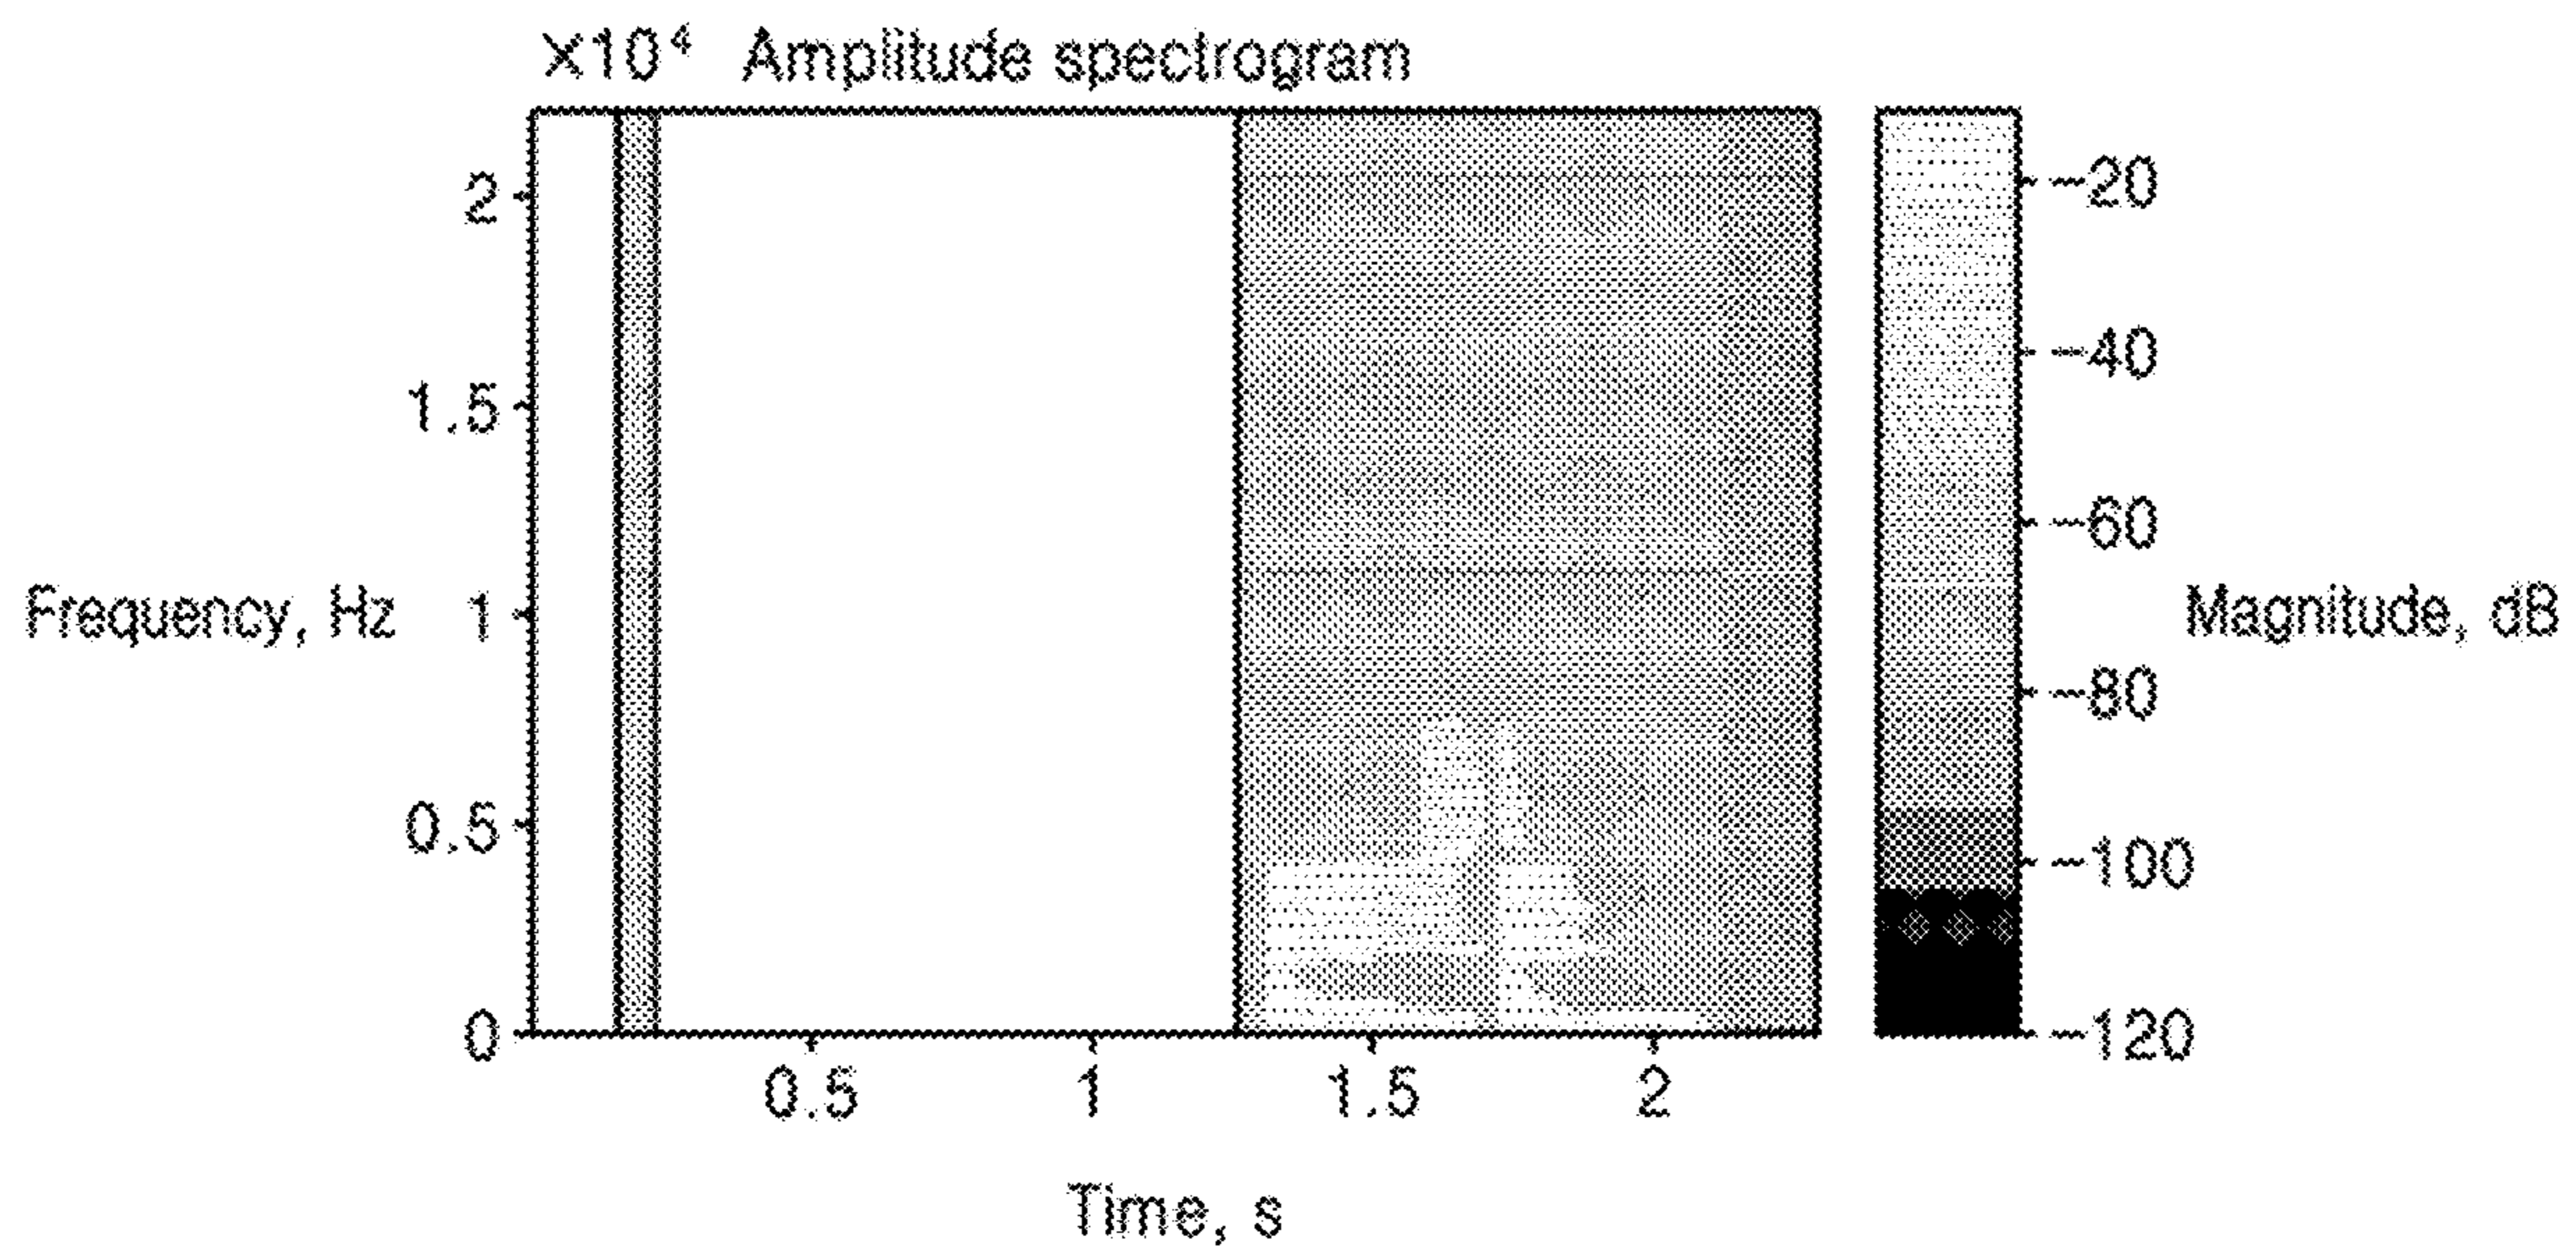 ×10⁴ Amplitude spectrogram
2
1.5
Frequency, Hz 1
0.5
0
0.5 1 1.5 2
Time, s
-20
-40
-60
Magnitude, dB
-80
-100
-120